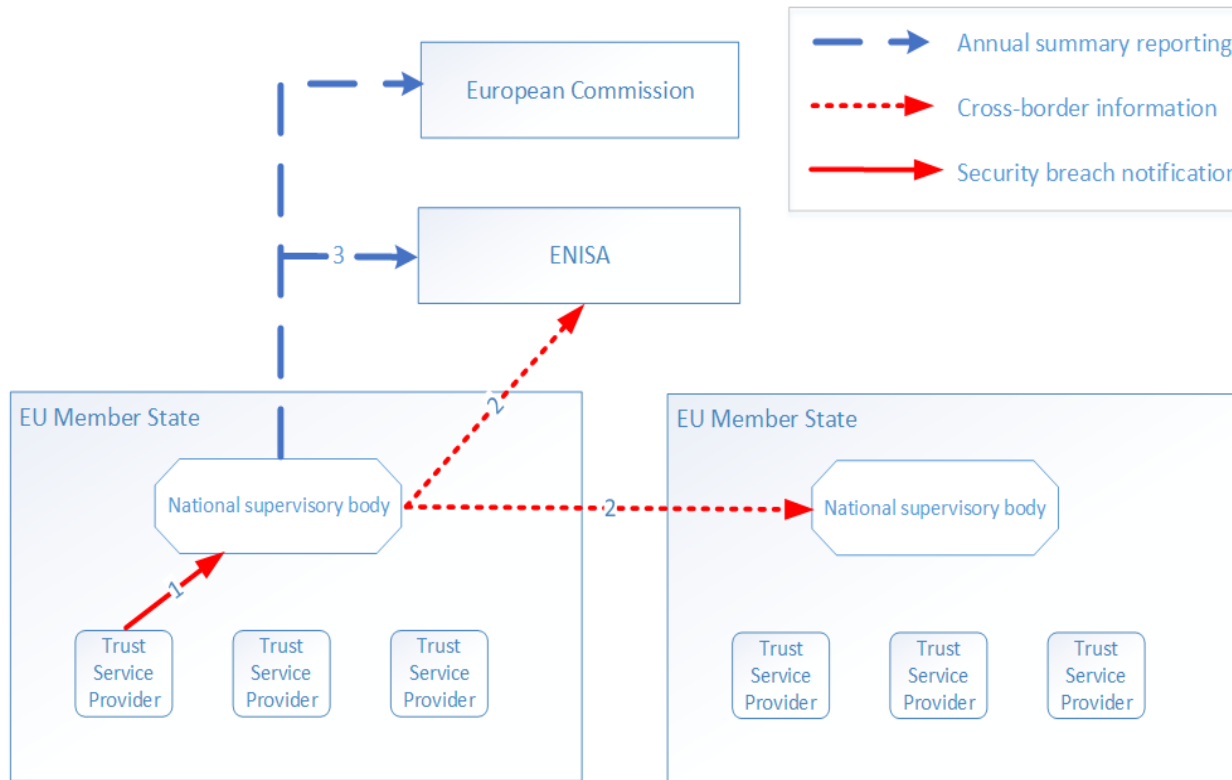 European Commission
Annual summary reporting
Cross-border information
Security breach notification
3
ENISA
2
EU Member State
National supervisory body
1
Trust
Service
Provider
Trust
Service
Provider
Trust
Service
Provider
2
EU Member State
National supervisory body
Trust
Service
Provider
Trust
Service
Provider
Trust
Service
Provider